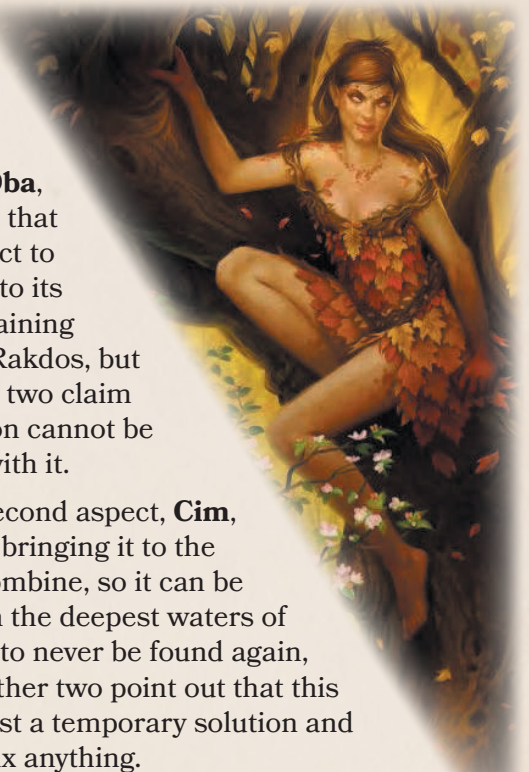 Oba,
that
ct to
to its
aining
Rakdos, but
two claim
on cannot be
with it.
econd aspect, Cim,
bringing it to the
ombine, so it can be
the deepest waters of
to never be found again,
ther two point out that this
st a temporary solution and
x anything.